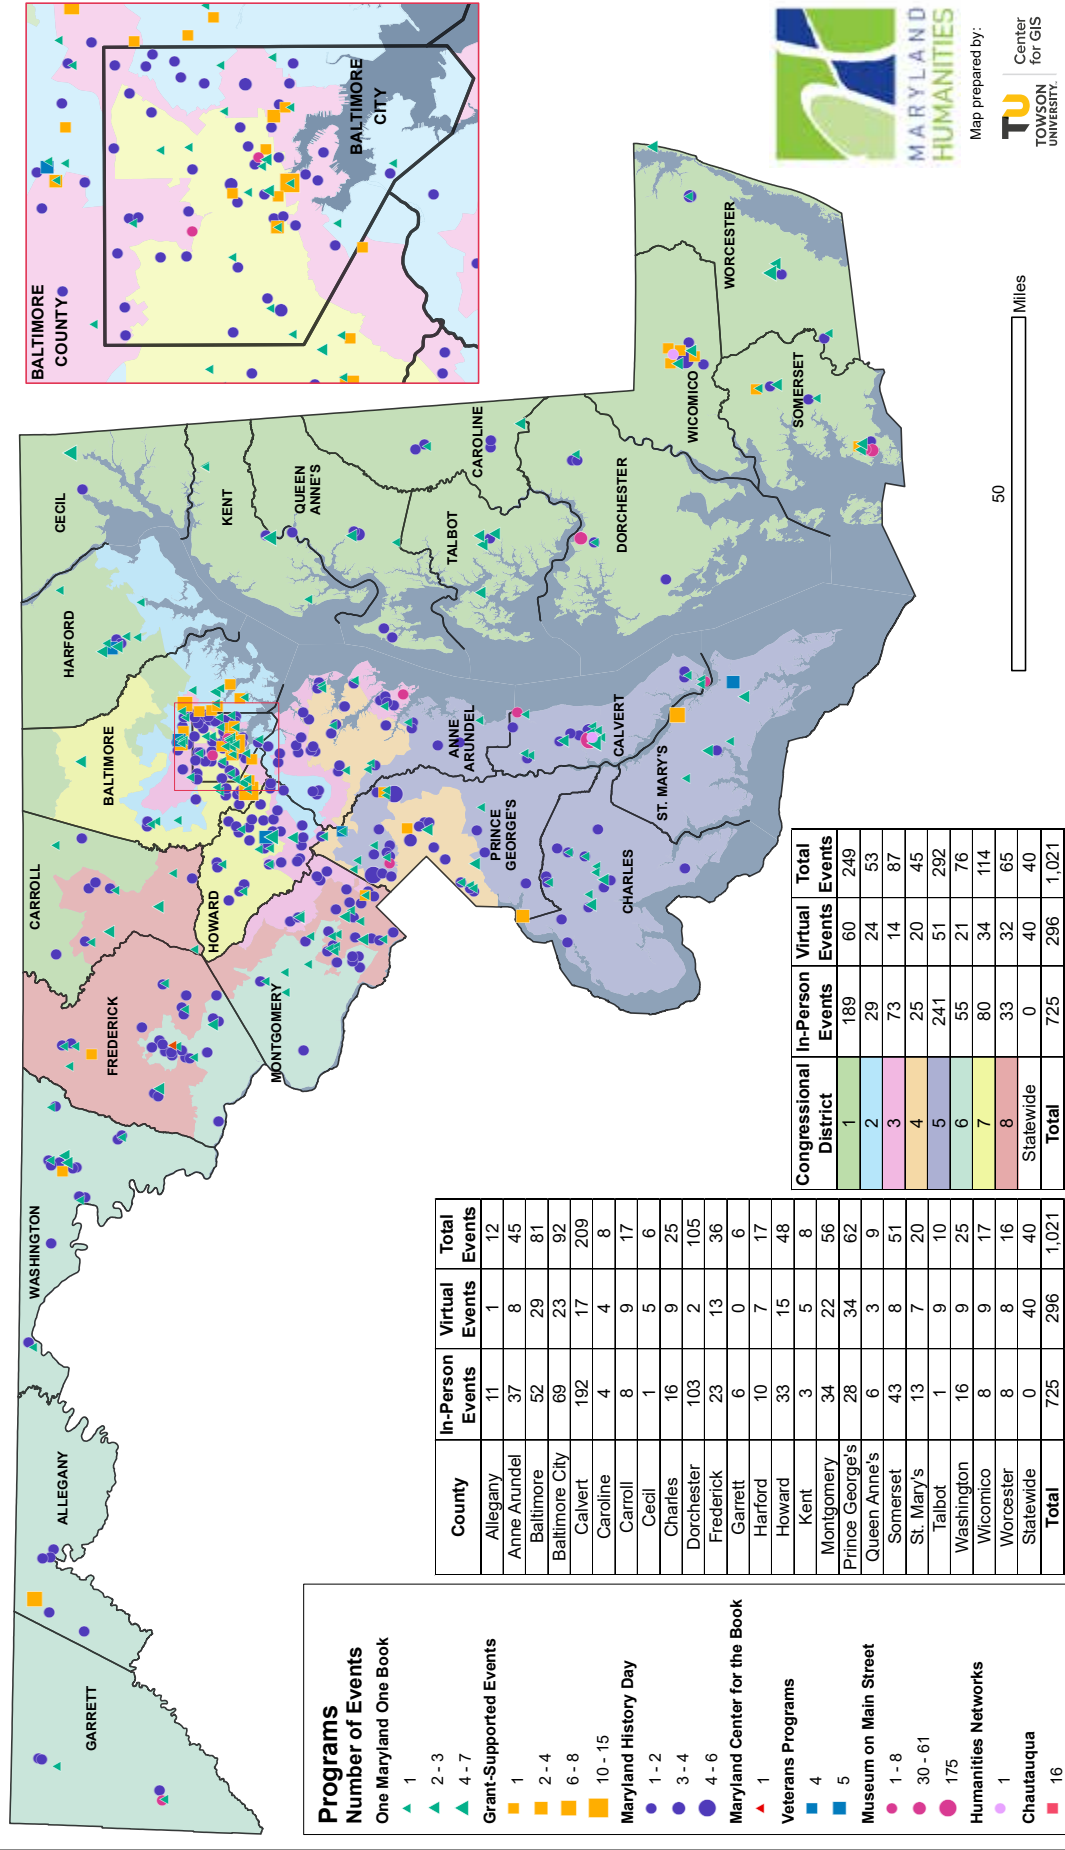 BALTIMORE
COUNTY
BALTIMORE
CITY
GARRETT
ALLEGANY
WASHINGTON
FREDERICK
CARROLL
BALTIMORE
HARFORD
CECIL
HOWARD
MONTGOMERY
KENT
QUEEN
ANNE'S
ANNE
ARUNDEL
PRINCE
GEORGE'S
TALBOT
CAROLINE
CALVERT
CHARLES
ST. MARY'S
DORCHESTER
WICOMICO
WORCESTER
SOMERSET
50
Miles
Programs
Number of Events
One Maryland One Book
1
2 - 3
4 - 7
Grant-Supported Events
1
2 - 4
6 - 8
10 - 15
Maryland History Day
1 - 2
3 - 4
4 - 6
Maryland Center for the Book
1
Veterans Programs
4
5
Museum on Main Street
1 - 8
30 - 61
175
Humanities Networks
1
Chautauqua
16
County In-Person Events Virtual Events Total Events
Allegany 11 1 12
Anne Arundel 37 8 45
Baltimore 52 29 81
Baltimore City 69 23 92
Calvert 192 17 209
Caroline 4 4 8
Carroll 8 9 17
Cecil 1 5 6
Charles 16 9 25
Dorchester 103 2 105
Frederick 23 13 36
Garrett 6 0 6
Harford 10 7 17
Howard 33 15 48
Kent 3 5 8
Montgomery 34 22 56
Prince George's 28 34 62
Queen Anne's 6 3 9
Somerset 43 8 51
St. Mary's 13 7 20
Talbot 1 9 10
Washington 16 9 25
Wicomico 8 9 17
Worcester 8 8 16
Statewide 0 40 40
Total 725 296 1,021
Congressional District In-Person Events Virtual Events Total Events
1 189 60 249
2 29 24 53
3 73 14 87
4 25 20 45
5 241 51 292
6 55 21 76
7 80 34 114
8 33 32 65
Statewide 0 40 40
Total 725 296 1,021
MARYLAND
HUMANITIES
Map prepared by:
TU
TOWSON
UNIVERSITY.
Center
for GIS